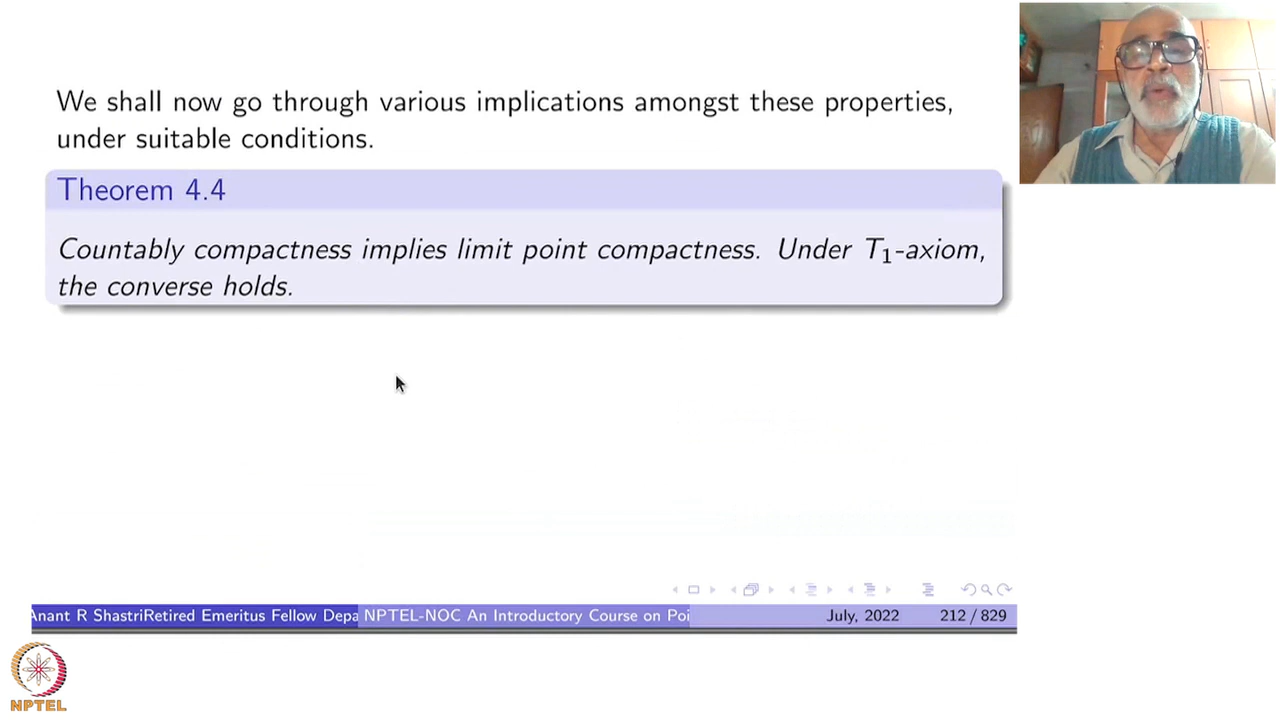 We shall now go through various implications amongst these properties,
under suitable conditions.
Theorem 4.4
Countably compactness implies limit point compactness. Under T₁-axiom,
the converse holds.
Anant R ShastriRetired Emeritus Fellow Depa NPTEL-NOC An Introductory Course on Poi July, 2022 212 / 829
NPTEL